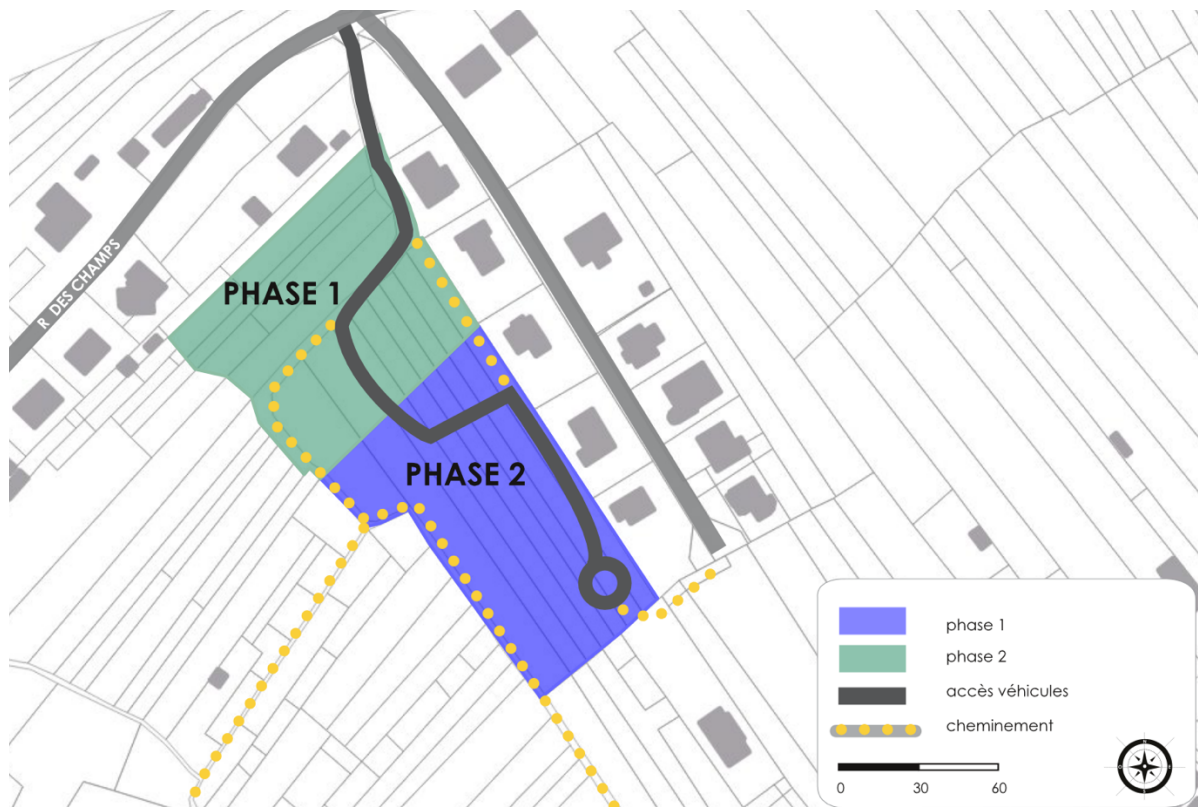 R DES CHAMPS
PHASE 1
PHASE 2
phase 1
phase 2
accès véhicules
cheminement
0 30 60